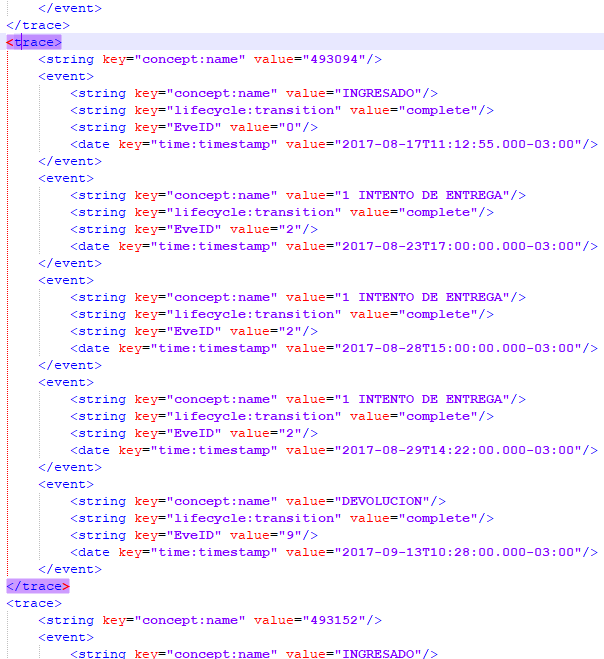 </event>
</trace>
<trace>
<string key="concept:name" value="493094"/>
<event>
<string key="concept:name" value="INGRESADO"/>
<string key="lifecycle:transition" value="complete"/>
<string key="EveID" value="0"/>
<date key="time:timestamp" value="2017-08-17T11:12:55.000-03:00"/>
</event>
<event>
<string key="concept:name" value="1 INTENTO DE ENTREGA"/>
<string key="lifecycle:transition" value="complete"/>
<string key="EveID" value="2"/>
<date key="time:timestamp" value="2017-08-23T17:00:00.000-03:00"/>
</event>
<event>
<string key="concept:name" value="1 INTENTO DE ENTREGA"/>
<string key="lifecycle:transition" value="complete"/>
<string key="EveID" value="2"/>
<date key="time:timestamp" value="2017-08-28T15:00:00.000-03:00"/>
</event>
<event>
<string key="concept:name" value="1 INTENTO DE ENTREGA"/>
<string key="lifecycle:transition" value="complete"/>
<string key="EveID" value="2"/>
<date key="time:timestamp" value="2017-08-29T14:22:00.000-03:00"/>
</event>
<event>
<string key="concept:name" value="DEVOLUCION"/>
<string key="lifecycle:transition" value="complete"/>
<string key="EveID" value="9"/>
<date key="time:timestamp" value="2017-09-13T10:28:00.000-03:00"/>
</event>
</trace>
<trace>
<string key="concept:name" value="493152"/>
<event>
<string key="concept:name" value="INGRESADO"/>